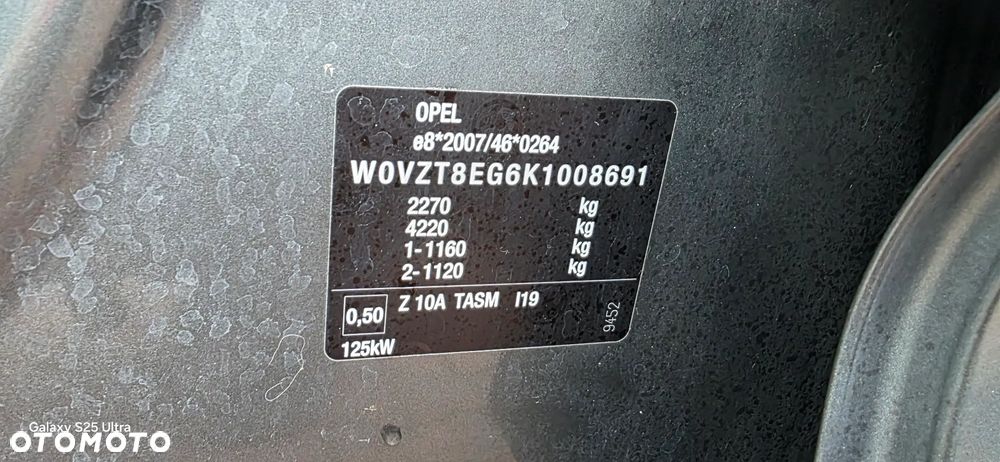 OPEL
e8*2007/46*0264
W0VZT8EG6K1008691
2270 kg
4220 kg
1-1160 kg
2-1120 kg
0,50 Z 10A TASM I19
9452
125kW
Galaxy S25 Ultra
OTOMOTO